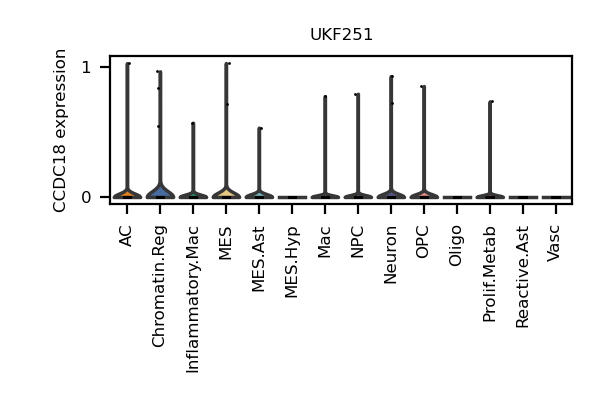 UKF251
CCDC18 expression
1
0
AC
Chromatin.Reg
Inflammatory.Mac
MES
MES.Ast
MES.Hyp
Mac
NPC
Neuron
OPC
Oligo
Prolif.Metab
Reactive.Ast
Vasc